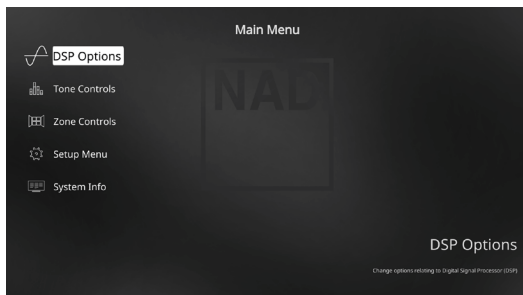 Main Menu
DSP Options
Tone Controls
Zone Controls
Setup Menu
System Info
NAD
DSP Options
Change options relating to Digital Signal Processor (DSP)